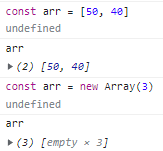 const arr = [50, 40]
undefined
arr
▶ (2) [50, 40]
const arr = new Array(3)
undefined
arr
▶ (3) [empty × 3]